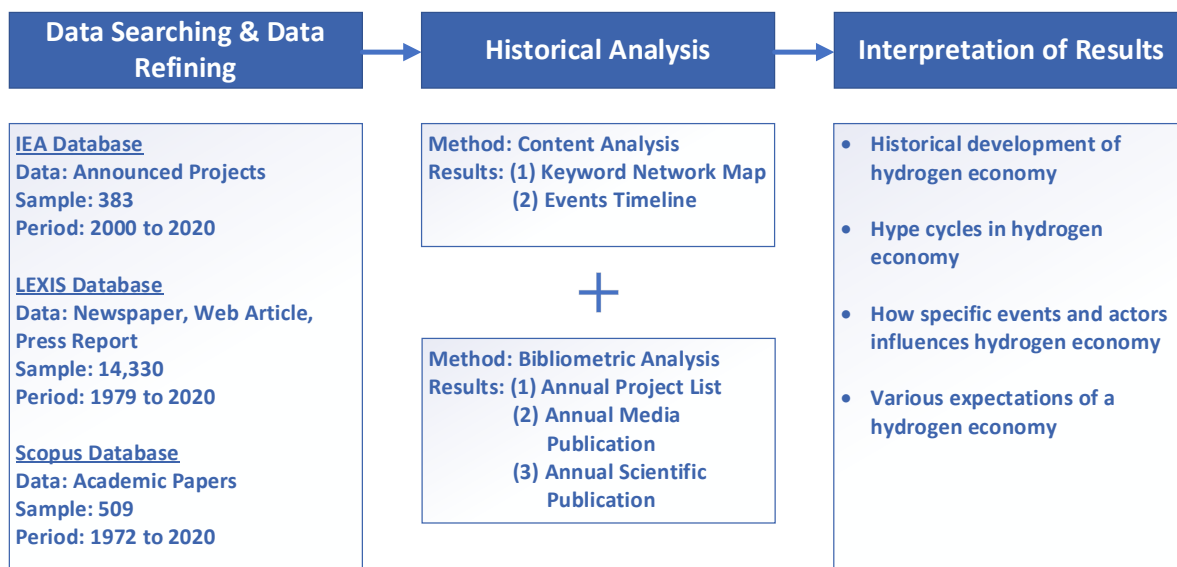 Data Searching & Data
Refining
Historical Analysis
Interpretation of Results
IEA Database
Data: Announced Projects
Sample: 383
Period: 2000 to 2020
LEXIS Database
Data: Newspaper, Web Article,
Press Report
Sample: 14,330
Period: 1979 to 2020
Scopus Database
Data: Academic Papers
Sample: 509
Period: 1972 to 2020
Method: Content Analysis
Results: (1) Keyword Network Map
(2) Events Timeline
+
Method: Bibliometric Analysis
Results: (1) Annual Project List
(2) Annual Media
Publication
(3) Annual Scientific
Publication
• Historical development of
hydrogen economy
• Hype cycles in hydrogen
economy
• How specific events and actors
influences hydrogen economy
• Various expectations of a
hydrogen economy